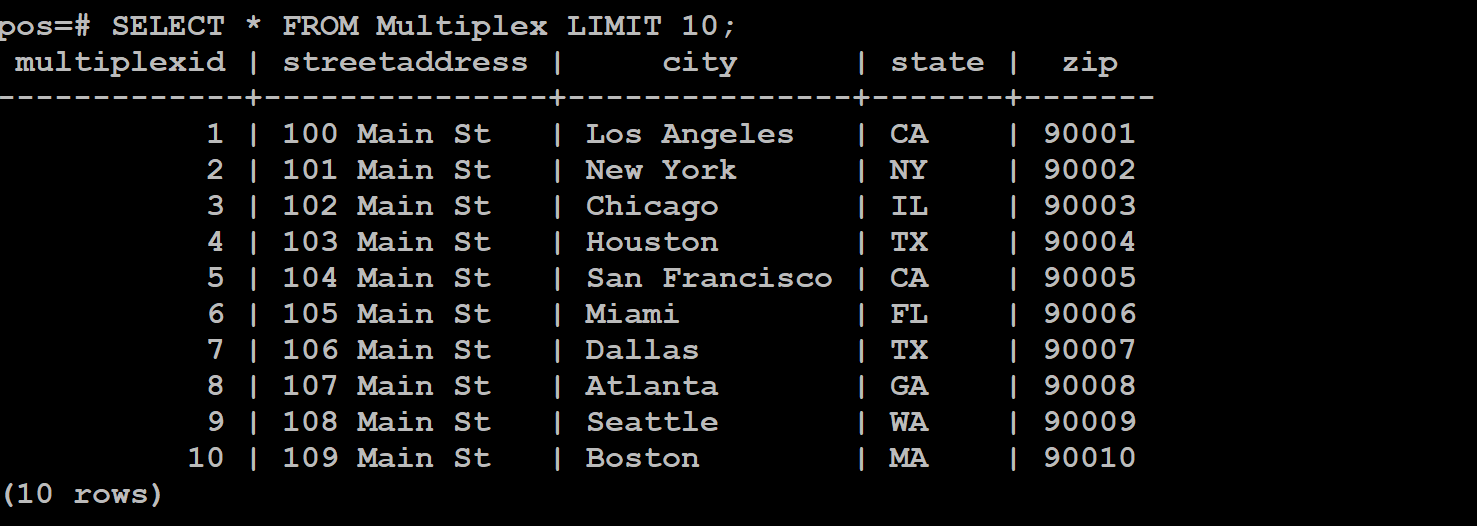 pos=# SELECT * FROM Multiplex LIMIT 10;
 multiplexid | streetaddress |     city      | state |  zip
-------------+---------------+---------------+-------+-------
           1 | 100 Main St   | Los Angeles   | CA    | 90001
           2 | 101 Main St   | New York      | NY    | 90002
           3 | 102 Main St   | Chicago       | IL    | 90003
           4 | 103 Main St   | Houston       | TX    | 90004
           5 | 104 Main St   | San Francisco | CA    | 90005
           6 | 105 Main St   | Miami         | FL    | 90006
           7 | 106 Main St   | Dallas        | TX    | 90007
           8 | 107 Main St   | Atlanta       | GA    | 90008
           9 | 108 Main St   | Seattle       | WA    | 90009
          10 | 109 Main St   | Boston        | MA    | 90010
(10 rows)